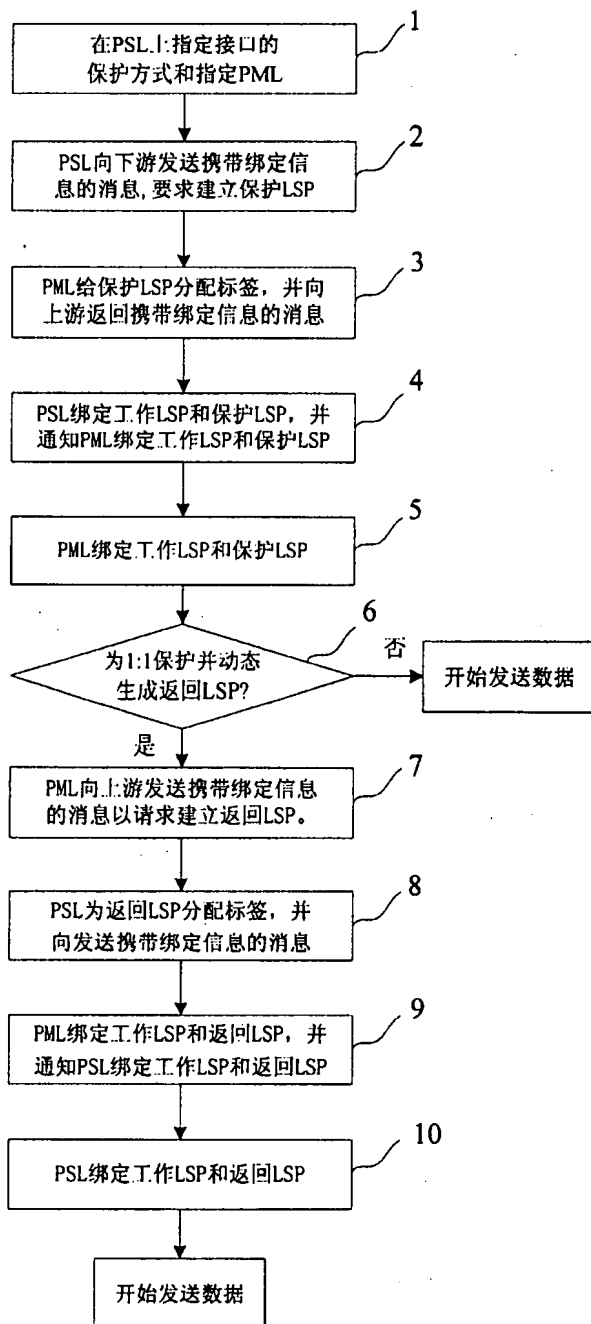 1
在PSL上指定接口的
保护方式和指定PML
2
PSL向下游发送携带绑定信
息的消息,要求建立保护LSP
3
PML给保护LSP分配标签，并向
上游返回携带绑定信息的消息
4
PSL绑定工作LSP和保护LSP，并
通知PML绑定工作LSP和保护LSP
5
PML绑定工作LSP和保护LSP
6
为1:1保护并动态
生成返回LSP?
否
开始发送数据
是
7
PML向上游发送携带绑定信息
的消息以请求建立返回LSP。
8
PSL为返回LSP分配标签，并
向发送携带绑定信息的消息
9
PML绑定工作LSP和返回LSP，并
通知PSL绑定工作LSP和返回LSP
10
PSL绑定工作LSP和返回LSP
开始发送数据